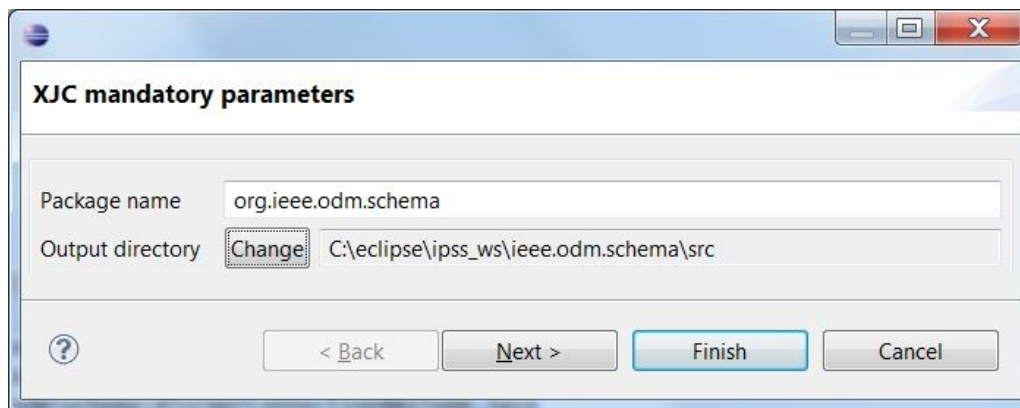 XJC mandatory parameters
Package name org.ieee.odm.schema
Output directory Change C:\eclipse\ipss_ws\ieee.odm.schema\src
? < Back Next > Finish Cancel